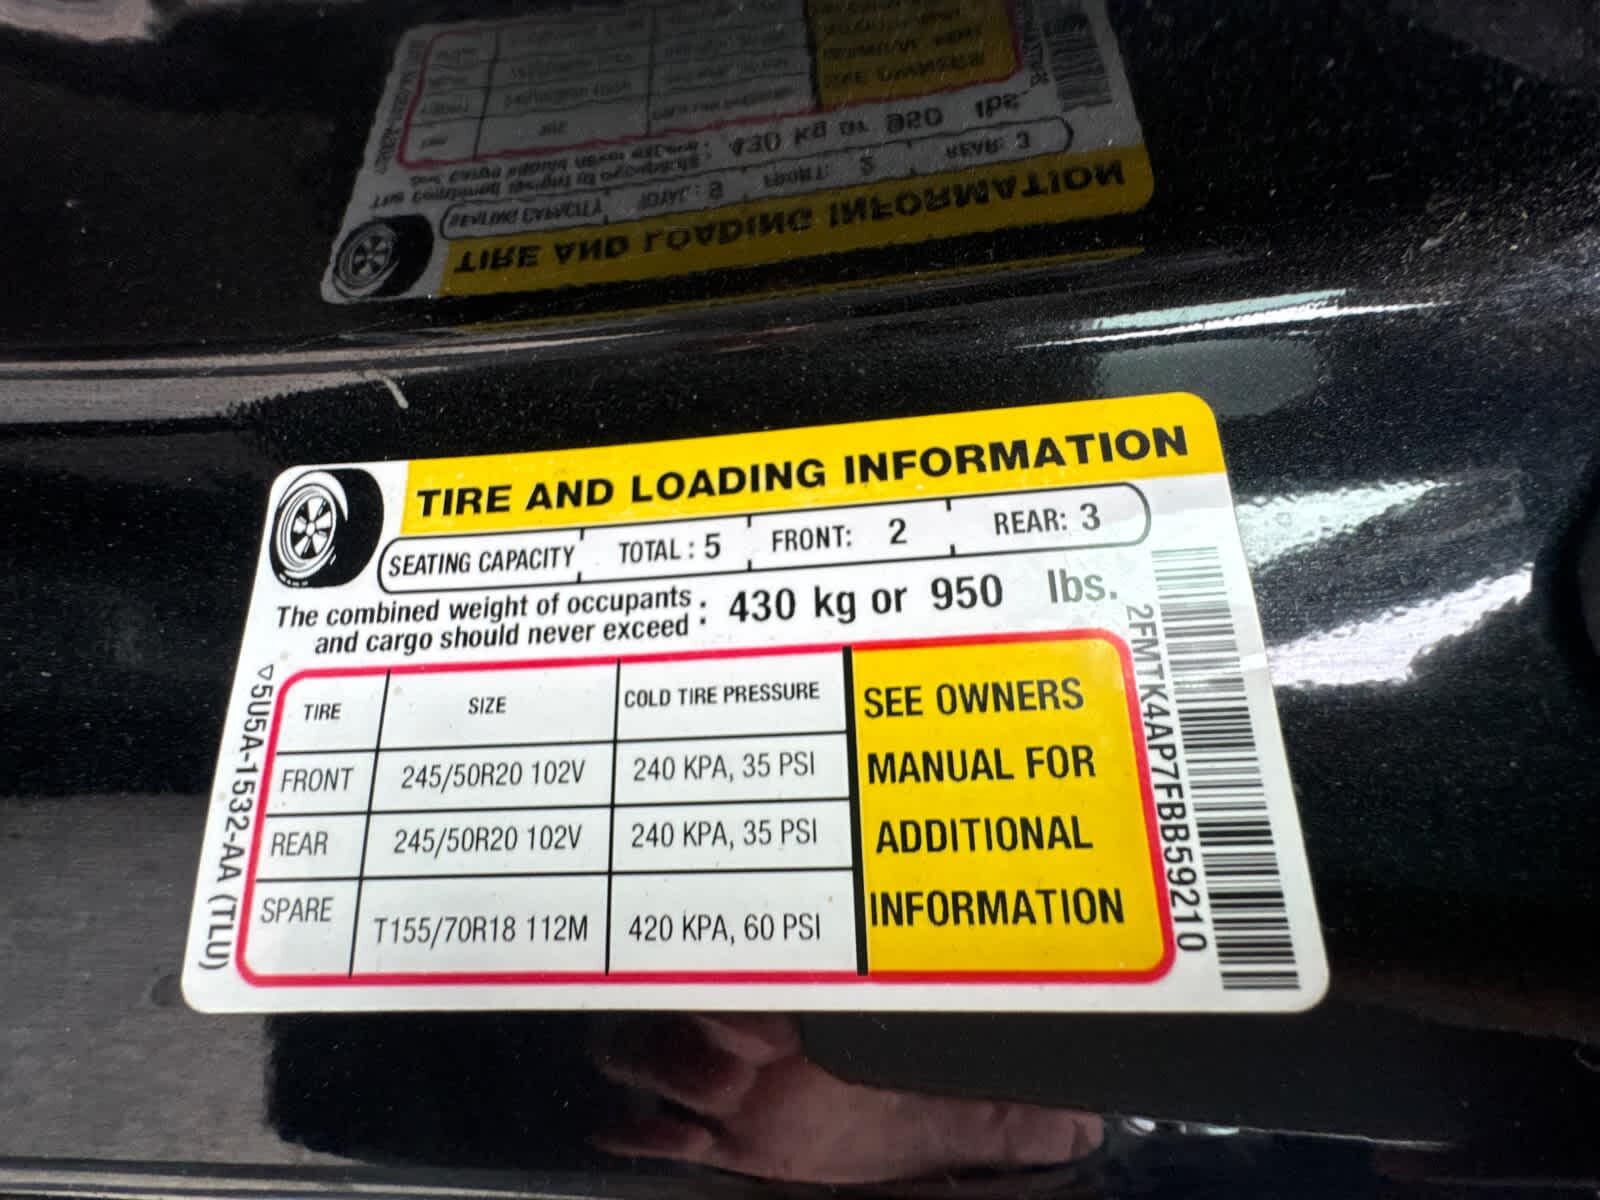 TIRE AND LOADING INFORMATION
SEATING CAPACITY TOTAL : 5 FRONT: 2 REAR: 3
The combined weight of occupants : 430 kg or 950 lbs.
and cargo should never exceed :
TIRE SIZE COLD TIRE PRESSURE
FRONT 245/50R20 102V 240 KPA, 35 PSI
REAR 245/50R20 102V 240 KPA, 35 PSI
SPARE T155/70R18 112M 420 KPA, 60 PSI
SEE OWNERS
MANUAL FOR
ADDITIONAL
INFORMATION
5U5A-1532-AA (TLU)
2FMTK4AP7FBB59210